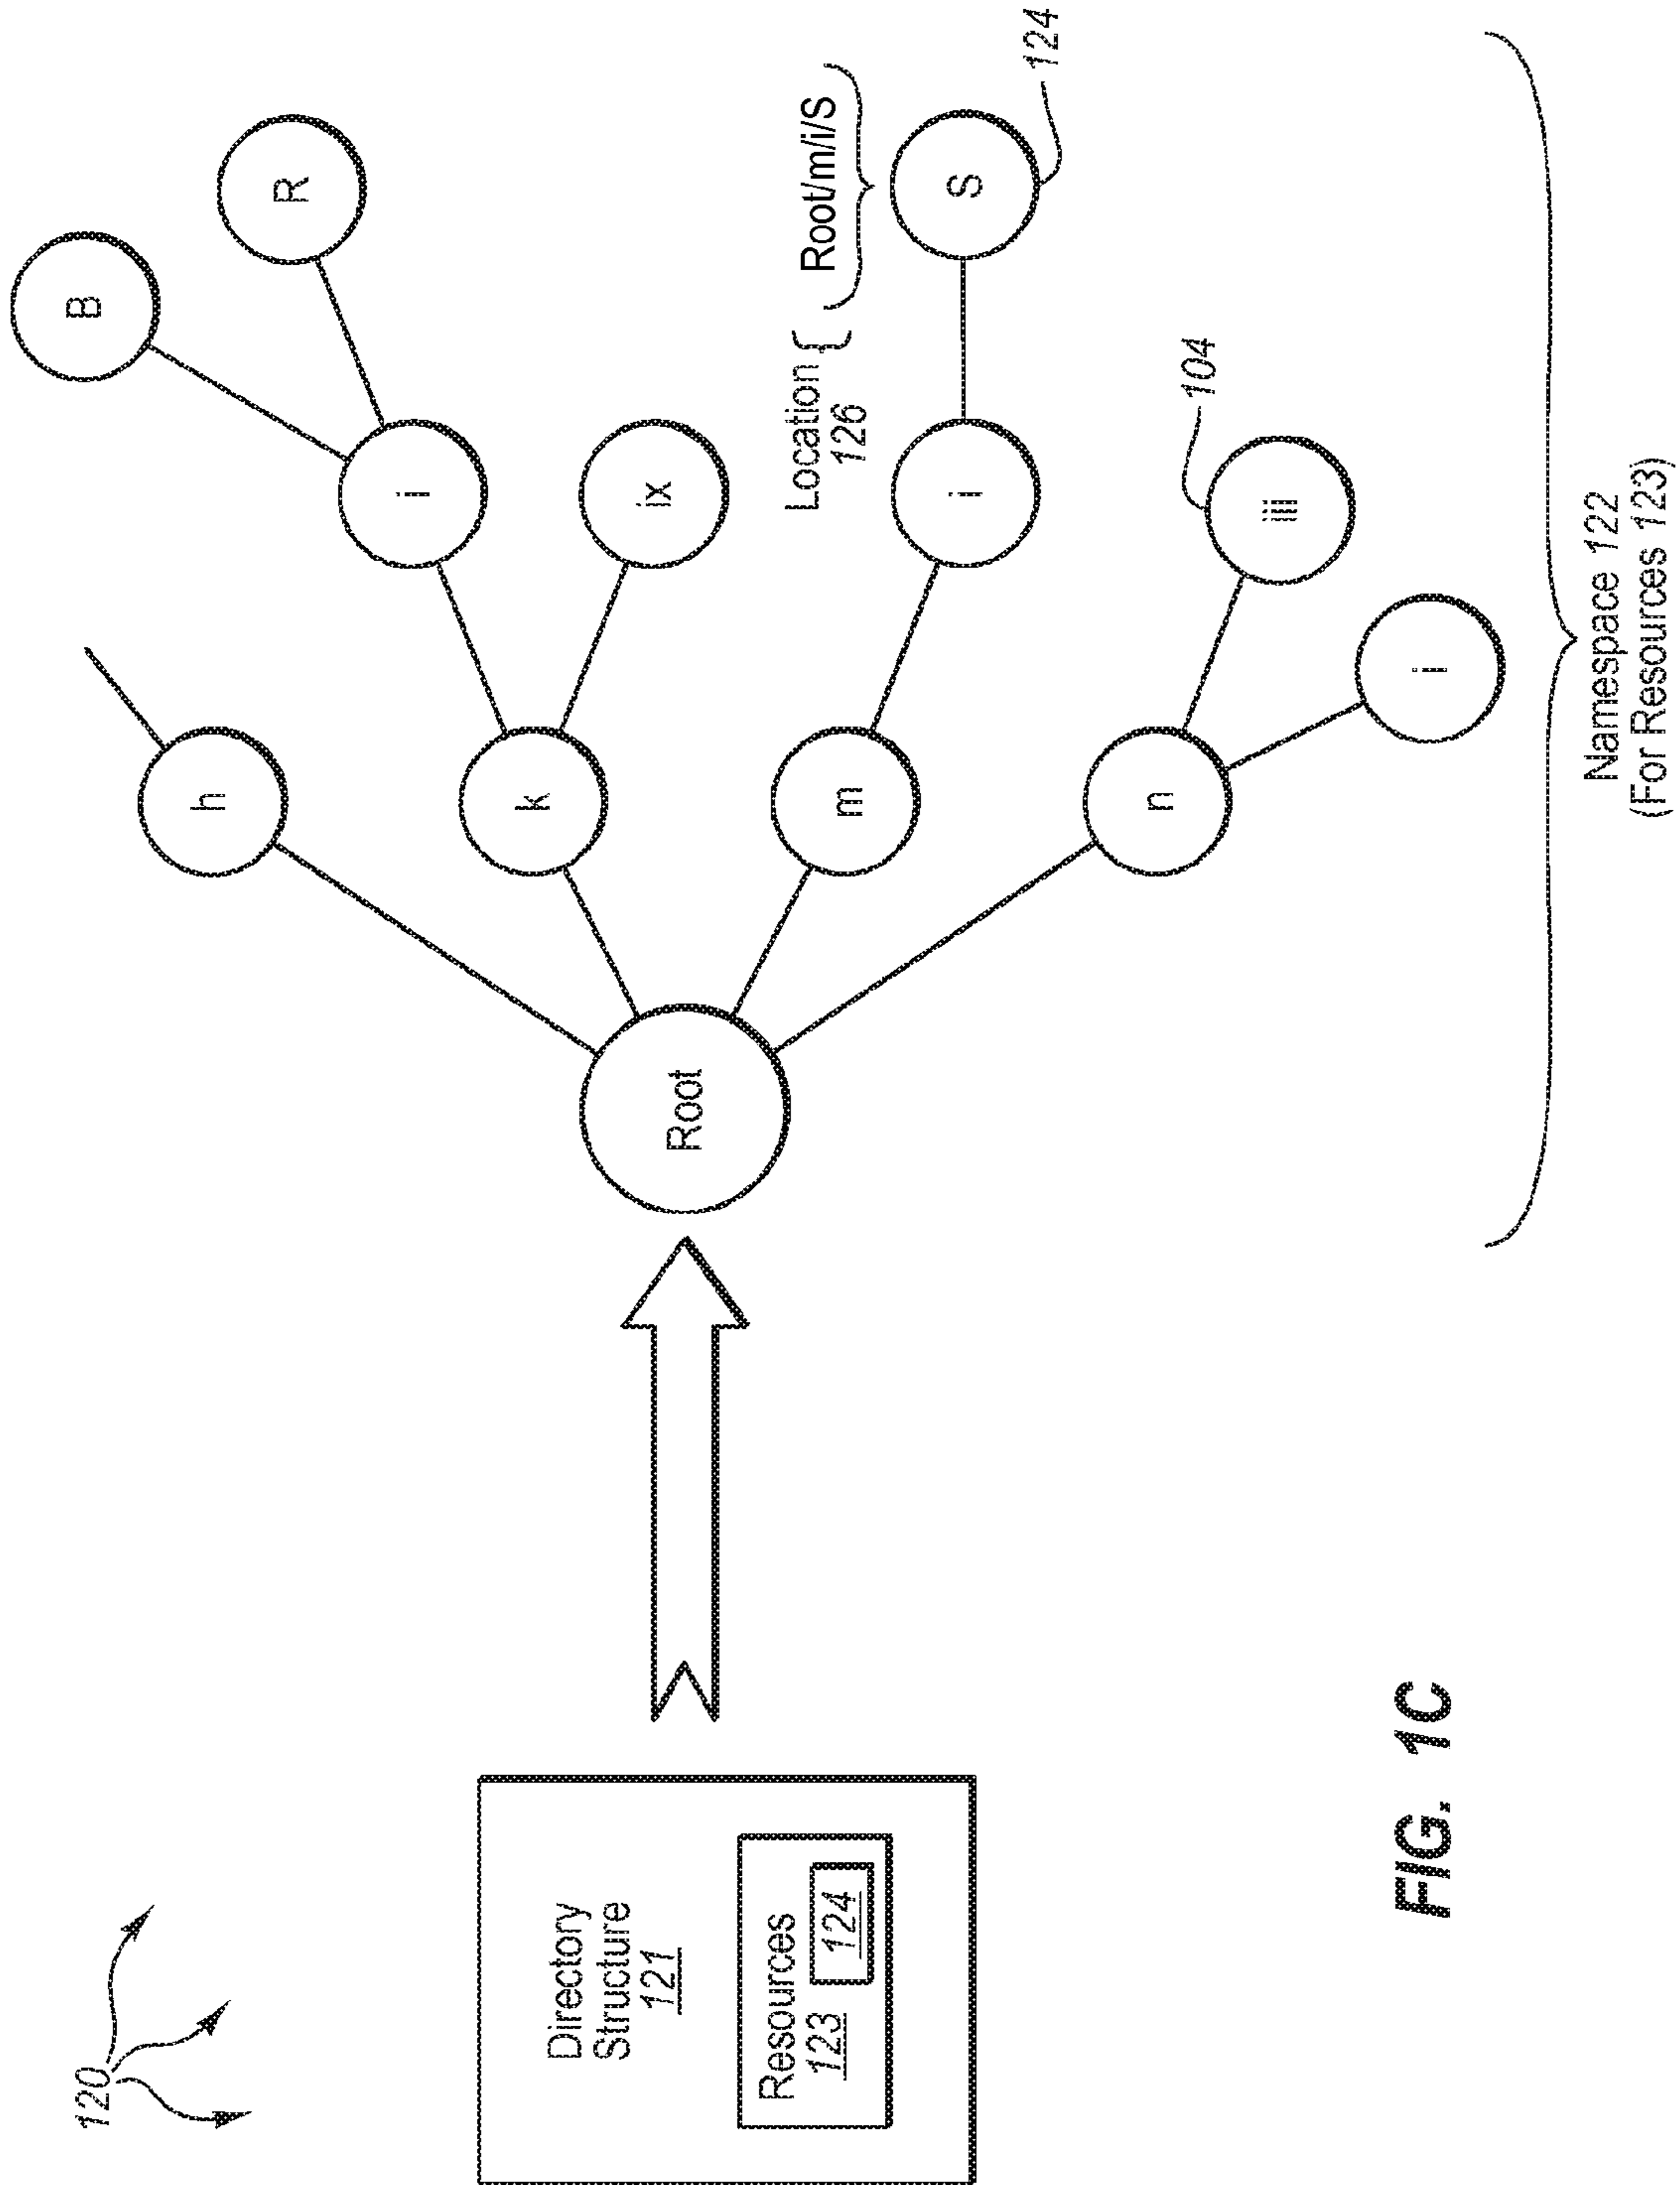 120
Directory
Structure
121
Resources
123 124
Root
h
k
m
n
i
ix
i
iii
i
B
R
S
Location {
126
Root/m/i/S
124
104
Namespace 122
(For Resources 123)
FIG. 1C